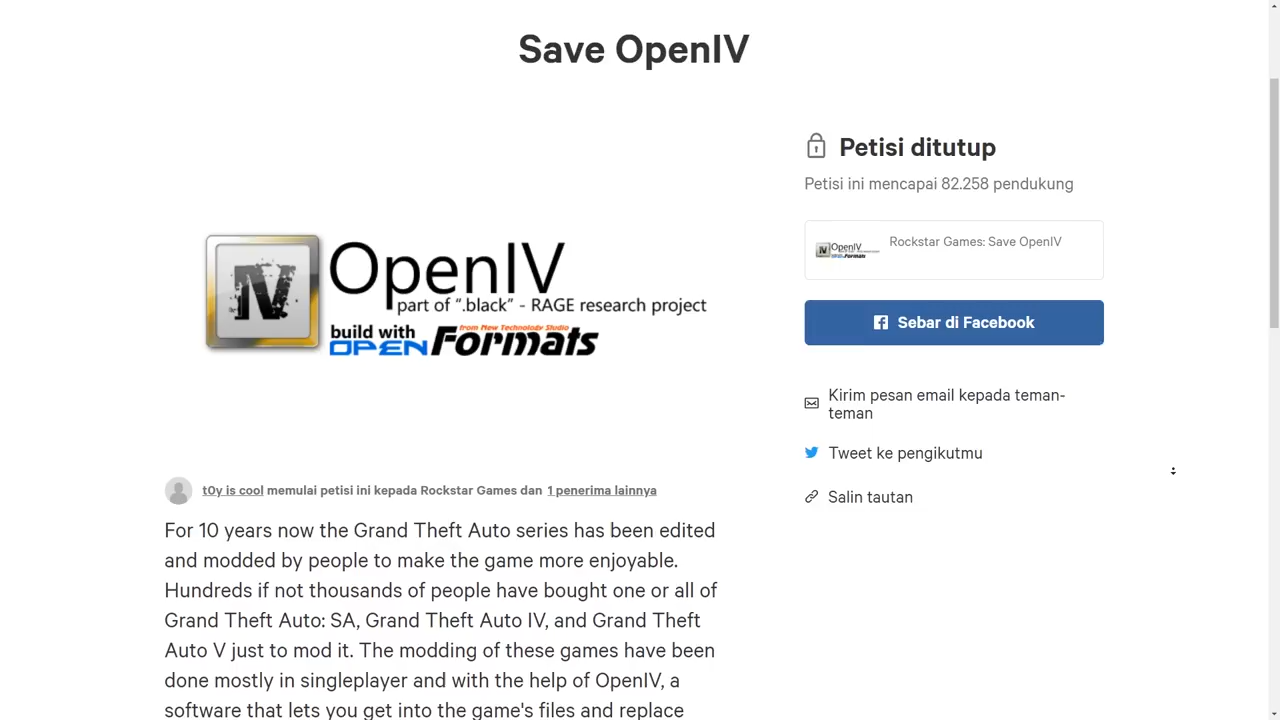 Save OpenIV
OpenIV
part of ".black" - RAGE research project
build with
from New Technology Studio
OPENFormats
Petisi ditutup
Petisi ini mencapai 82.258 pendukung
Rockstar Games: Save OpenIV
Sebar di Facebook
Kirim pesan email kepada teman-
teman
Tweet ke pengikutmu
Salin tautan
t0y is cool memulai petisi ini kepada Rockstar Games dan 1 penerima lainnya
For 10 years now the Grand Theft Auto series has been edited
and modded by people to make the game more enjoyable.
Hundreds if not thousands of people have bought one or all of
Grand Theft Auto: SA, Grand Theft Auto IV, and Grand Theft
Auto V just to mod it. The modding of these games have been
done mostly in singleplayer and with the help of OpenIV, a
software that lets you get into the game's files and replace